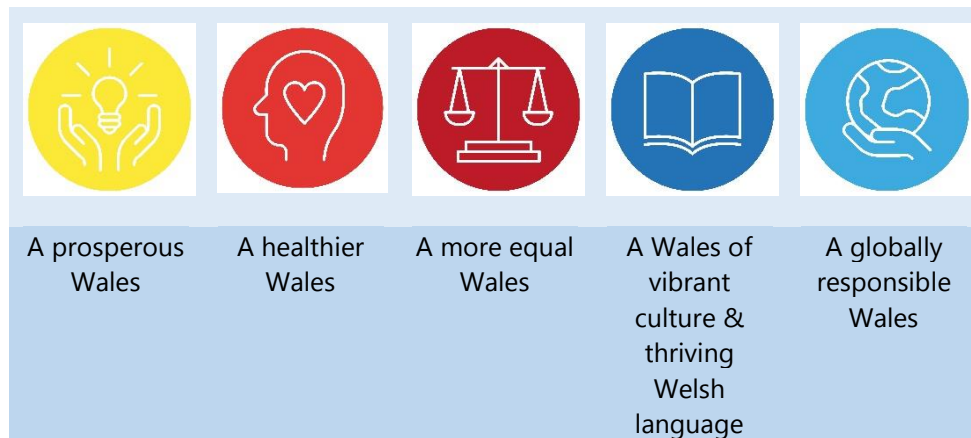 A prosperous
Wales
A healthier
Wales
A more equal
Wales
A Wales of
vibrant
culture &
thriving
Welsh
language
A globally
responsible
Wales